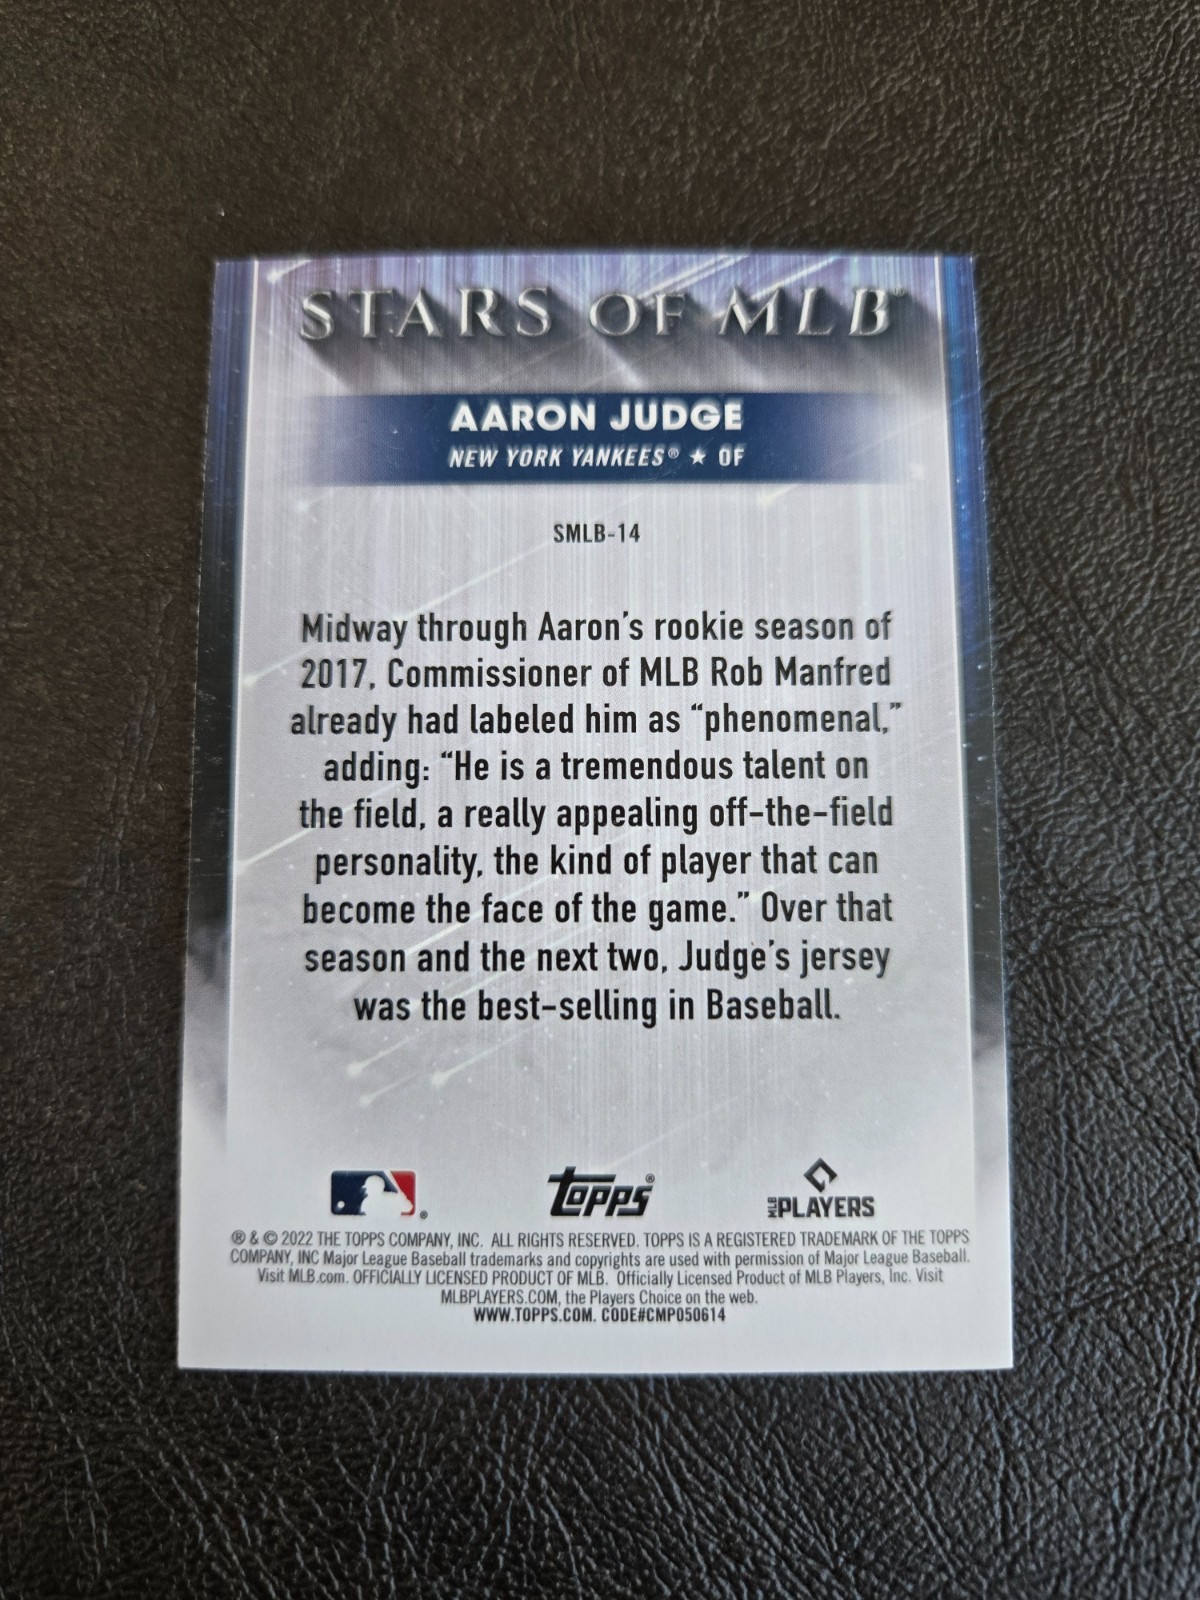 STARS OF MLB®
AARON JUDGE
NEW YORK YANKEES® ★ OF
SMLB-14
Midway through Aaron's rookie season of
2017, Commissioner of MLB Rob Manfred
already had labeled him as “phenomenal,”
adding: “He is a tremendous talent on
the field, a really appealing off-the-field
personality, the kind of player that can
become the face of the game.” Over that
season and the next two, Judge's jersey
was the best-selling in Baseball.
Topps®
MLB PLAYERS
® & © 2022 THE TOPPS COMPANY, INC. ALL RIGHTS RESERVED. TOPPS IS A REGISTERED TRADEMARK OF THE TOPPS
COMPANY, INC Major League Baseball trademarks and copyrights are used with permission of Major League Baseball.
Visit MLB.com. OFFICIALLY LICENSED PRODUCT OF MLB. Officially Licensed Product of MLB Players, Inc. Visit
MLBPLAYERS.COM, the Players Choice on the web.
WWW.TOPPS.COM. CODE#CMP050614